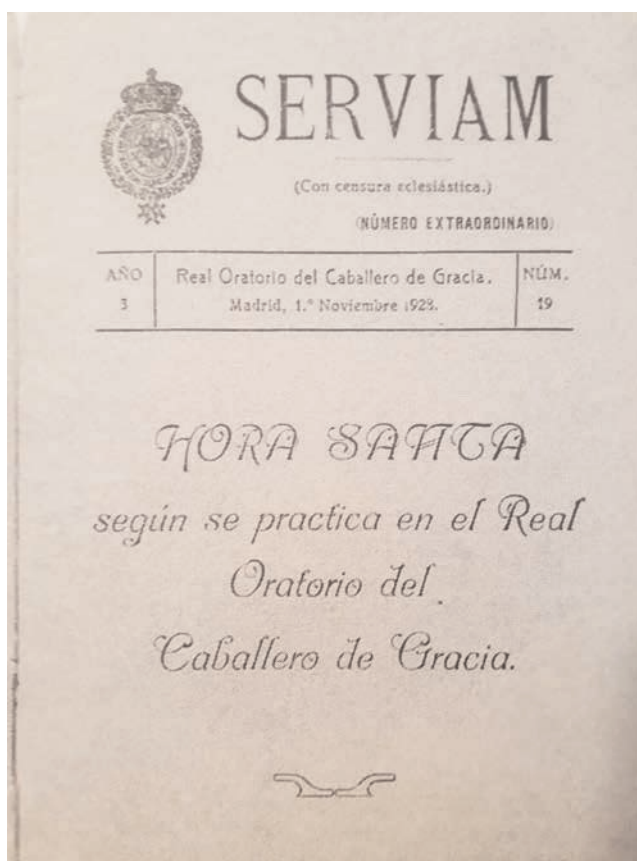 SERVIAM
(Con censura eclesiástica.)
(NÚMERO EXTRAORDINARIO)
AÑO
3
Real Oratorio del Caballero de Gracia.
Madrid, 1.º Noviembre 1928.
NÚM.
19
HORA SANTA
según se practica en el Real
Oratorio del
Caballero de Gracia.